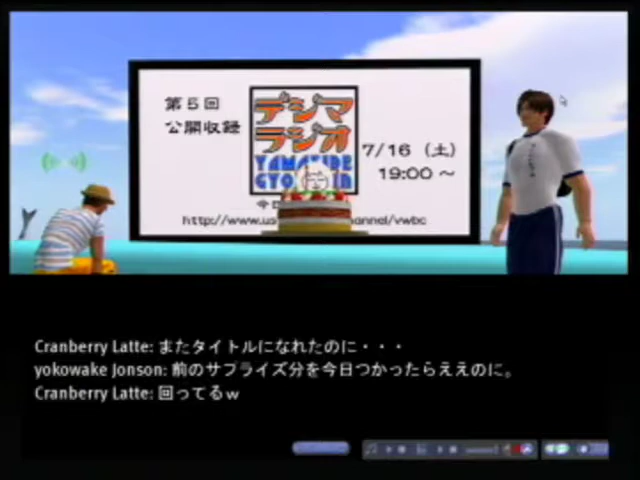 第5回
公開収録
デジマ
ラジオ
7/16 (土)
19:00 ~
http://www.us
annel/vwbc
Cranberry Latte: またタイトルになれたのに・・・
yokowake Jonson: 前のサプライズ分を今日つかったらええのに。
Cranberry Latte: 回ってるw